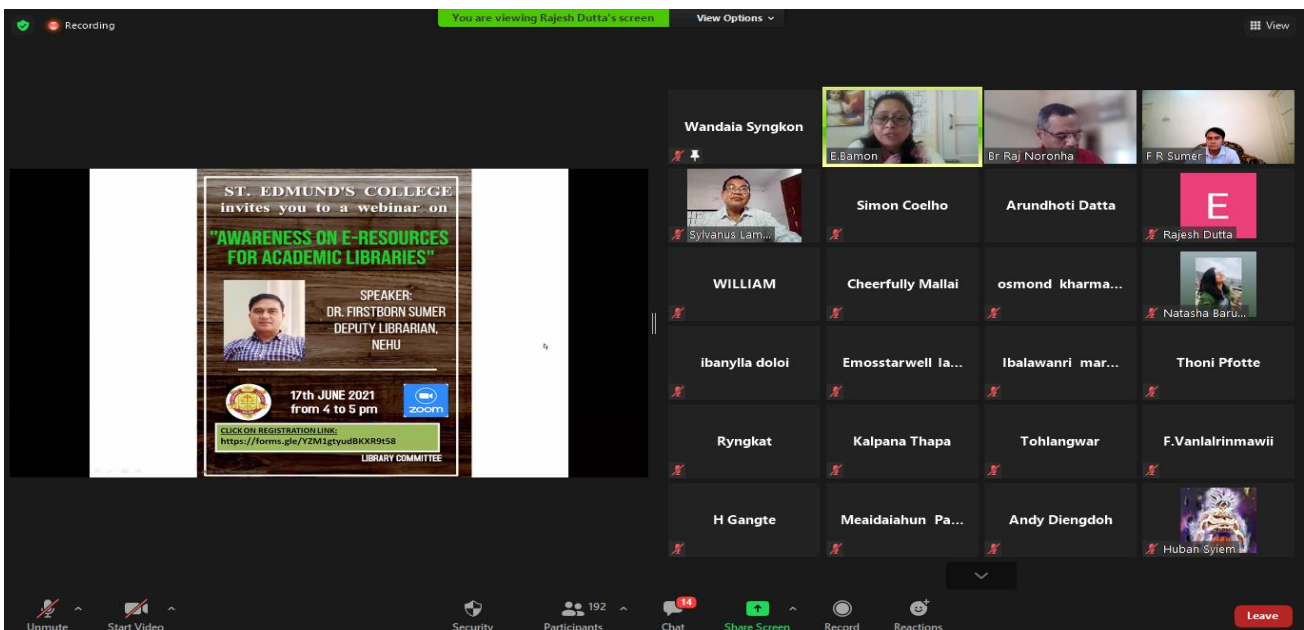 Recording
You are viewing Rajesh Dutta's screen
View Options
View
ST. EDMUND'S COLLEGE
invites you to a webinar on
"AWARENESS ON E-RESOURCES
FOR ACADEMIC LIBRARIES"
SPEAKER:
DR. FIRSTBORN SUMER
DEPUTY LIBRARIAN,
NEHU
17th JUNE 2021
from 4 to 5 pm
zoom
CLICK ON REGISTRATION LINK:
https://forms.gle/YZM1gtyudBKXR9t58
LIBRARY COMMITTEE
Wandaia Syngkon
E.Bamon
Br Raj Noronha
F R Sumer
Sylvanus Lam...
Simon Coelho
Arundhoti Datta
E
Rajesh Dutta
WILLIAM
Cheerfully Mallai
osmond kharma...
Natasha Baru...
ibanylla doloi
Emosstarwell la...
Ibalawanri mar...
Thoni Pfotte
Ryngkat
Kalpana Thapa
Tohlangwar
F.Vanlalrinmawii
H Gangte
Meaidaiahun Pa...
Andy Diengdoh
Huban Syiem
Unmute
Start Video
Security
192
Participants
14
Chat
Share Screen
Record
Reactions
Leave